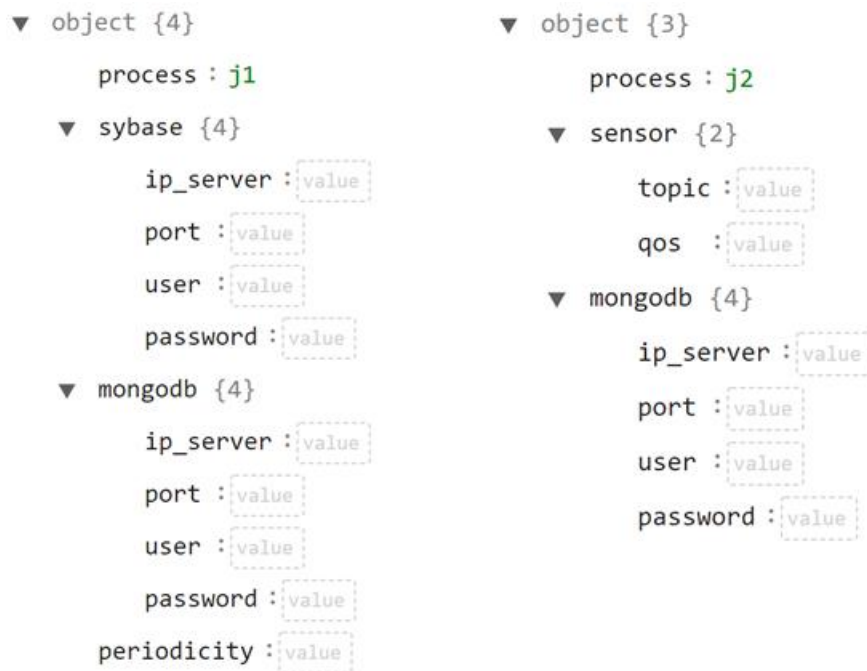 ▼ object {4}
process : j1
▼ sybase {4}
ip_server : value
port : value
user : value
password : value
▼ mongodb {4}
ip_server : value
port : value
user : value
password : value
periodicity : value
▼ object {3}
process : j2
▼ sensor {2}
topic : value
qos : value
▼ mongodb {4}
ip_server : value
port : value
user : value
password : value